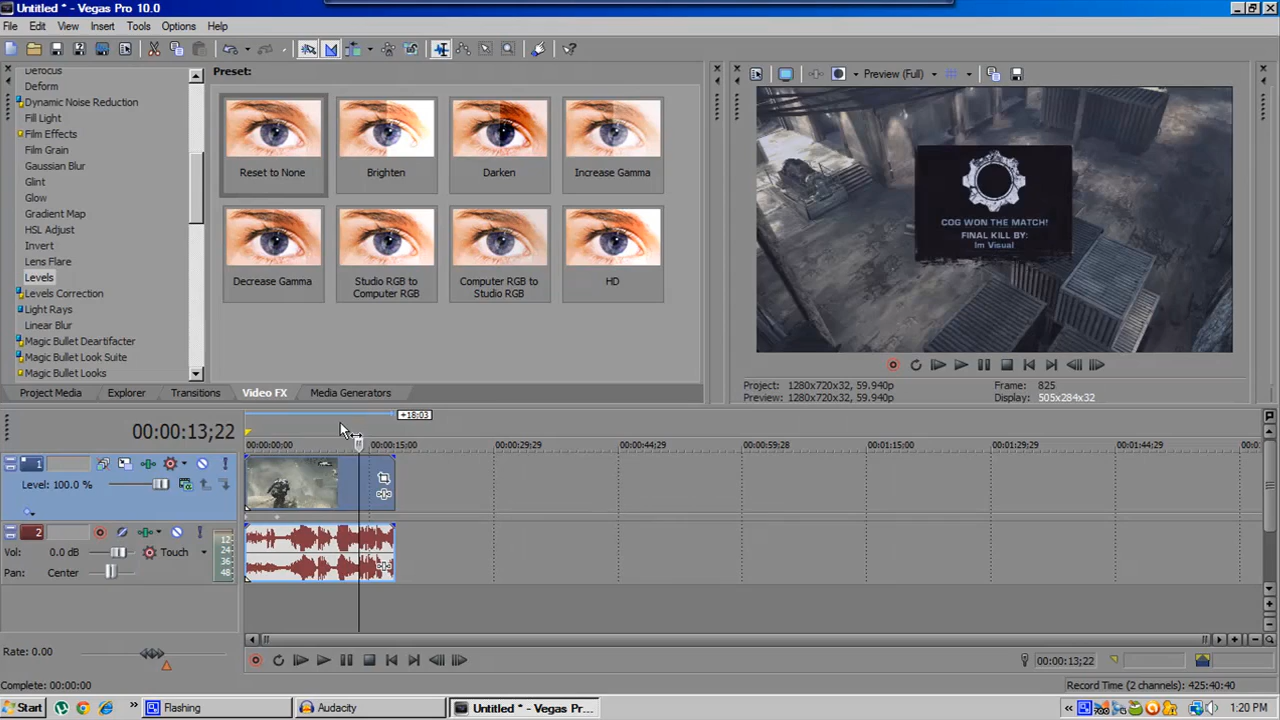 Untitled * - Vegas Pro 10.0
File Edit View Insert Tools Options Help
Defocus
Deform
Dynamic Noise Reduction
Fill Light
Film Effects
Film Grain
Gaussian Blur
Glint
Glow
Gradient Map
HSL Adjust
Invert
Lens Flare
Levels
Levels Correction
Light Rays
Linear Blur
Magic Bullet Deartifacter
Magic Bullet Look Suite
Magic Bullet Looks
Preset:
Reset to None
Brighten
Darken
Increase Gamma
Decrease Gamma
Studio RGB to
Computer RGB
Computer RGB to
Studio RGB
HD
Project Media Explorer Transitions Video FX Media Generators
Preview (Full)
COG WON THE MATCH!
FINAL KILL BY:
Im Visual
Project: 1280x720x32, 59.940p
Preview: 1280x720x32, 59.940p
Frame: 825
Display: 505x284x32
+18:03
00:00:13;22
00:00:00:00 00:00:15:00 00:00:29;29 00:00:44;29 00:00:59:28 00:01:15:00 00:01:29;29 00:01:44;29 00:0
1
Level: 100.0 %
2
Vol: 0.0 dB Touch
Pan: Center
12
24
36
48
Rate: 0.00
00:00:13;22
Complete: 00:00:00
Record Time (2 channels): 425:40:40
Start Flashing Audacity Untitled * - Vegas Pr... 1:20 PM